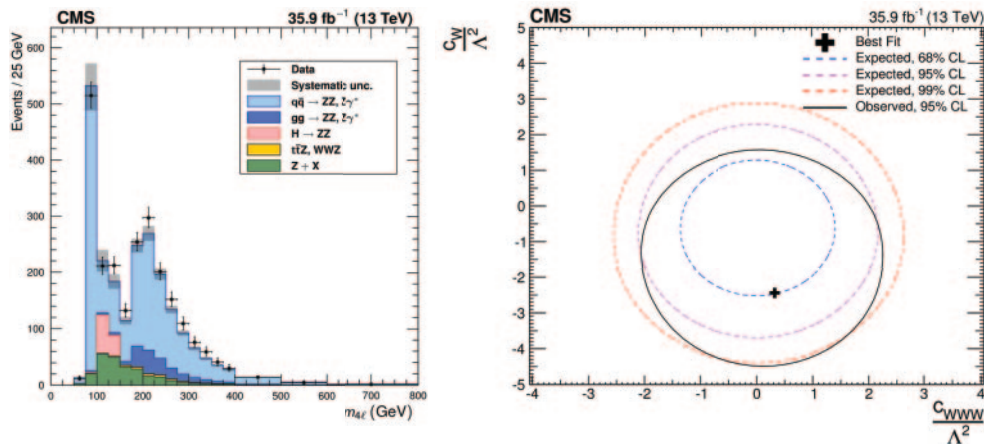 CMS 35.9 fb⁻¹ (13 TeV)
Events / 25 GeV
600
500
400
300
200
100
0
Data
Systematic unc.
qq̄ → ZZ, Zγ*
gg → ZZ, Zγ*
H → ZZ
tt̄Z, WWZ
Z + X
100 200 300 400 500 600 700 800
m4ℓ (GeV)
CMS 35.9 fb⁻¹ (13 TeV)
cW
Λ²
5
4
3
2
1
0
-1
-2
-3
-4
-5
Best Fit
Expected, 68% CL
Expected, 95% CL
Expected, 99% CL
Observed, 95% CL
-4 -3 -2 -1 0 1 2 3 4
cWWW
Λ²